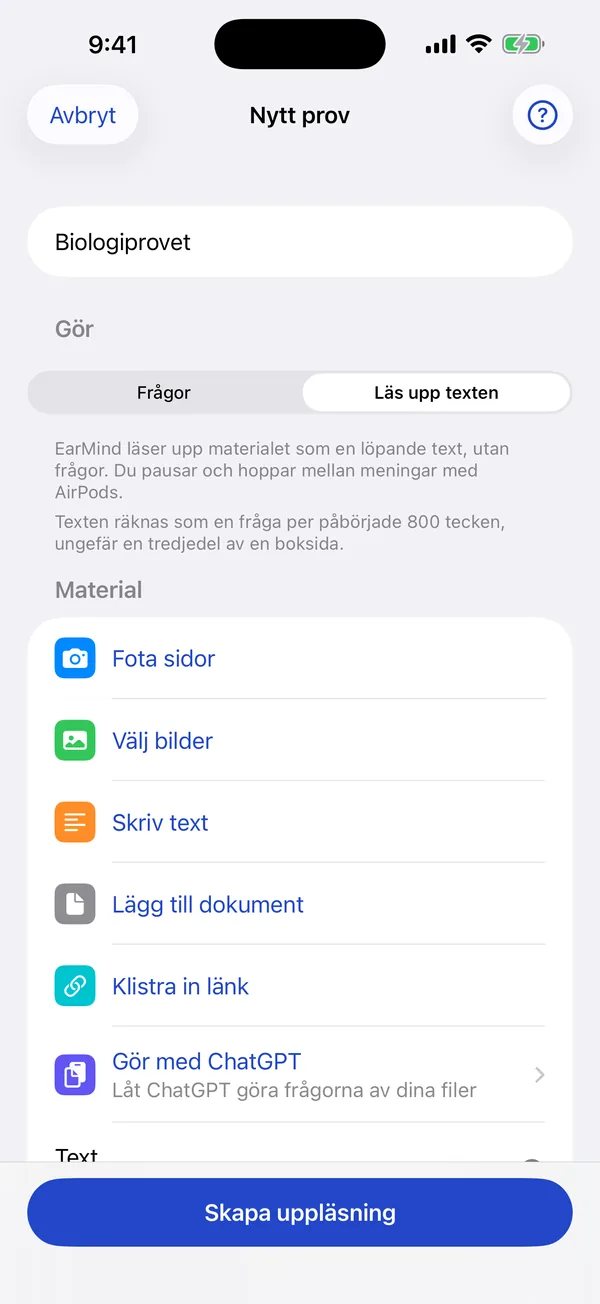 9:41
Avbryt
Nytt prov
?
Biologiprovet
Gör
Frågor
Läs upp texten
EarMind läser upp materialet som en löpande text, utan
frågor. Du pausar och hoppar mellan meningar med
AirPods.
Texten räknas som en fråga per påbörjade 800 tecken,
ungefär en tredjedel av en boksida.
Material
Fota sidor
Välj bilder
Skriv text
Lägg till dokument
Klistra in länk
Gör med ChatGPT
Låt ChatGPT göra frågorna av dina filer
Text
Skapa uppläsning